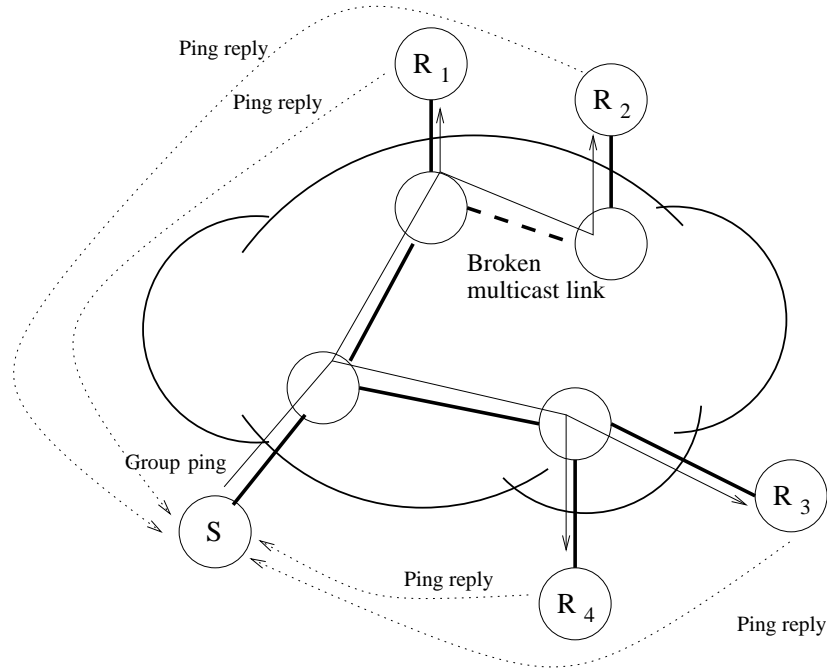 Ping reply
R 1
Ping reply
R 2
Broken
multicast link
Group ping
S
R 3
Ping reply
R 4
Ping reply